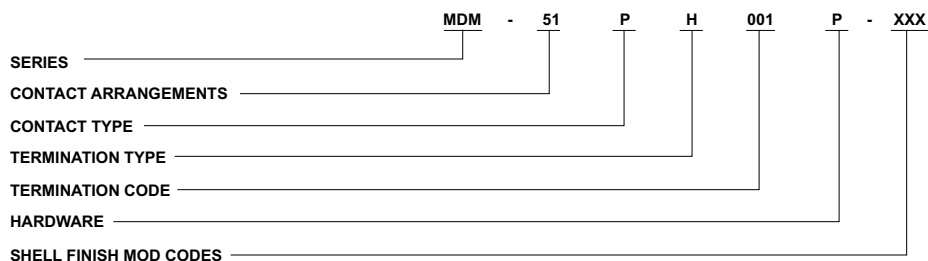 MDM - 51 P H 001 P - XXX
SERIES
CONTACT ARRANGEMENTS
CONTACT TYPE
TERMINATION TYPE
TERMINATION CODE
HARDWARE
SHELL FINISH MOD CODES